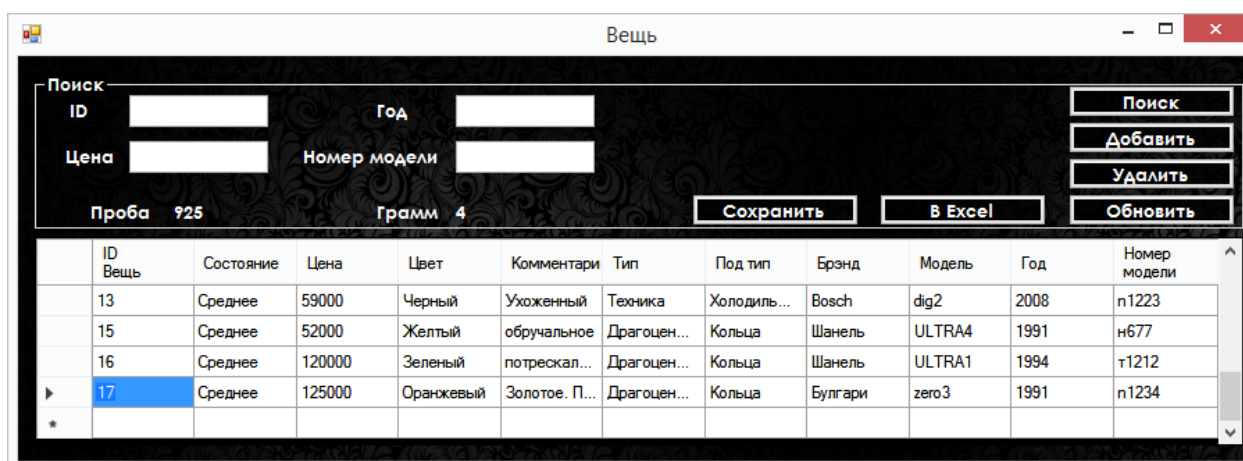 Вещь
Поиск
ID Год Поиск
Добавить
Цена Номер модели
Удалить
Проба 925 Грамм 4 Сохранить В Excel Обновить
ID Вещь Состояние Цена Цвет Комментари Тип Под тип Брэнд Модель Год Номер модели
13 Среднее 59000 Черный Ухоженный Техника Холодиль... Bosch dig2 2008 n1223
15 Среднее 52000 Желтый обручальное Драгоцен... Кольца Шанель ULTRA4 1991 н677
16 Среднее 120000 Зеленый потрескал... Драгоцен... Кольца Шанель ULTRA1 1994 т1212
17 Среднее 125000 Оранжевый Золотое. П... Драгоцен... Кольца Булгари zero3 1991 n1234